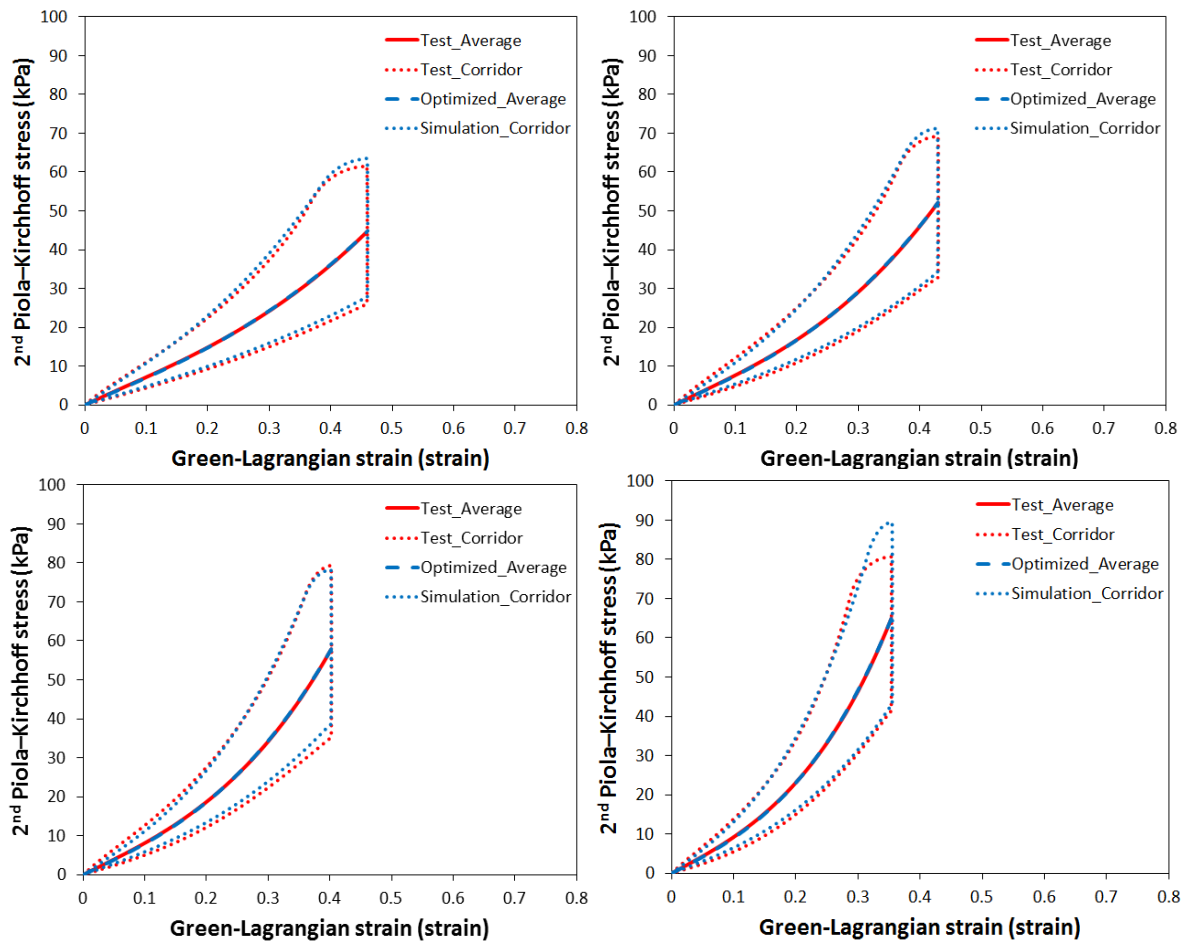 2nd Piola–Kirchhoff stress (kPa)
100
90
80
70
60
50
40
30
20
10
0
Test_Average
Test_Corridor
Optimized_Average
Simulation_Corridor
0 0.1 0.2 0.3 0.4 0.5 0.6 0.7 0.8
Green-Lagrangian strain (strain)
2nd Piola–Kirchhoff stress (kPa)
100
90
80
70
60
50
40
30
20
10
0
Test_Average
Test_Corridor
Optimized_Average
Simulation_Corridor
0 0.1 0.2 0.3 0.4 0.5 0.6 0.7 0.8
Green-Lagrangian strain (strain)
2nd Piola–Kirchhoff stress (kPa)
100
90
80
70
60
50
40
30
20
10
0
Test_Average
Test_Corridor
Optimized_Average
Simulation_Corridor
0 0.1 0.2 0.3 0.4 0.5 0.6 0.7 0.8
Green-Lagrangian strain (strain)
2nd Piola–Kirchhoff stress (kPa)
100
90
80
70
60
50
40
30
20
10
0
Test_Average
Test_Corridor
Optimized_Average
Simulation_Corridor
0 0.1 0.2 0.3 0.4 0.5 0.6 0.7 0.8
Green-Lagrangian strain (strain)